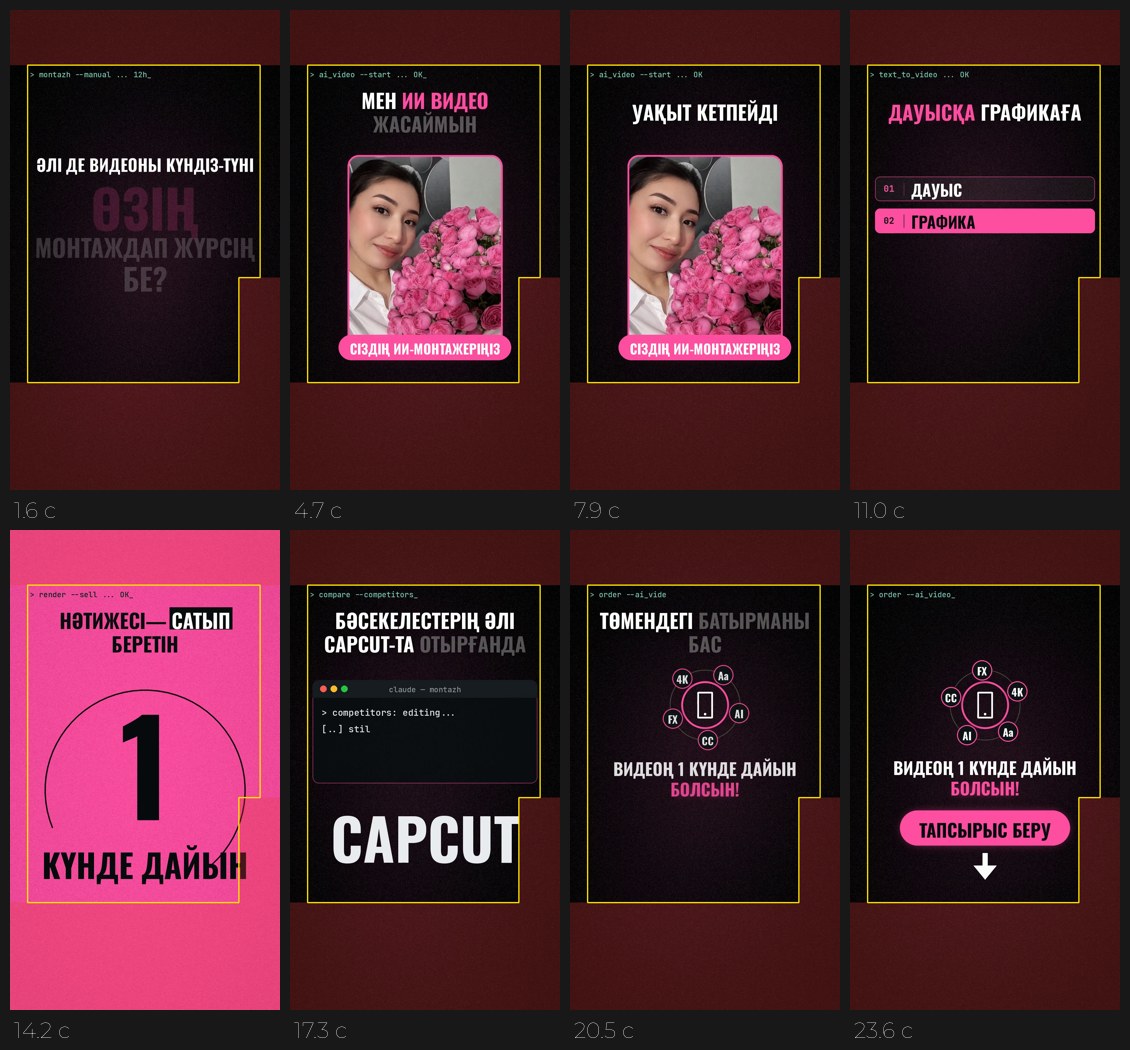 > montazh --manual ... 12h_
ӘЛІ ДЕ ВИДЕОНЫ КҮНДІЗ-ТҮНІ
ӨЗІҢ
МОНТАЖДАП ЖҮРСІҢ
БЕ?
1.6 с
> ai_video --start ... OK_
МЕН ИИ ВИДЕО
ЖАСАЙМЫН
СІЗДІҢ ИИ-МОНТАЖЕРІҢІЗ
4.7 с
> ai_video --start ... OK
УАҚЫТ КЕТПЕЙДІ
СІЗДІҢ ИИ-МОНТАЖЕРІҢІЗ
7.9 с
> text_to_video ... OK
ДАУЫСҚА ГРАФИКАҒА
01 ДАУЫС
02 ГРАФИКА
11.0 с
> render --sell ... OK_
НӘТИЖЕСІ— САТЫП
БЕРЕТІН
1
КҮНДЕ ДАЙЫН
14.2 с
> compare --competitors_
БӘСЕКЕЛЕСТЕРІҢ ӘЛІ
CAPCUT-ТА ОТЫРҒАНДА
claude — montazh
> competitors: editing...
[..] stil
CAPCUT
17.3 с
> order --ai_vide
ТӨМЕНДЕГІ БАТЫРМАНЫ
БАС
4K
Aa
FX
AI
CC
ВИДЕОҢ 1 КҮНДЕ ДАЙЫН
БОЛСЫН!
20.5 с
> order --ai_video_
FX
CC
4K
AI
Aa
ВИДЕОҢ 1 КҮНДЕ ДАЙЫН
БОЛСЫН!
ТАПСЫРЫС БЕРУ
23.6 с